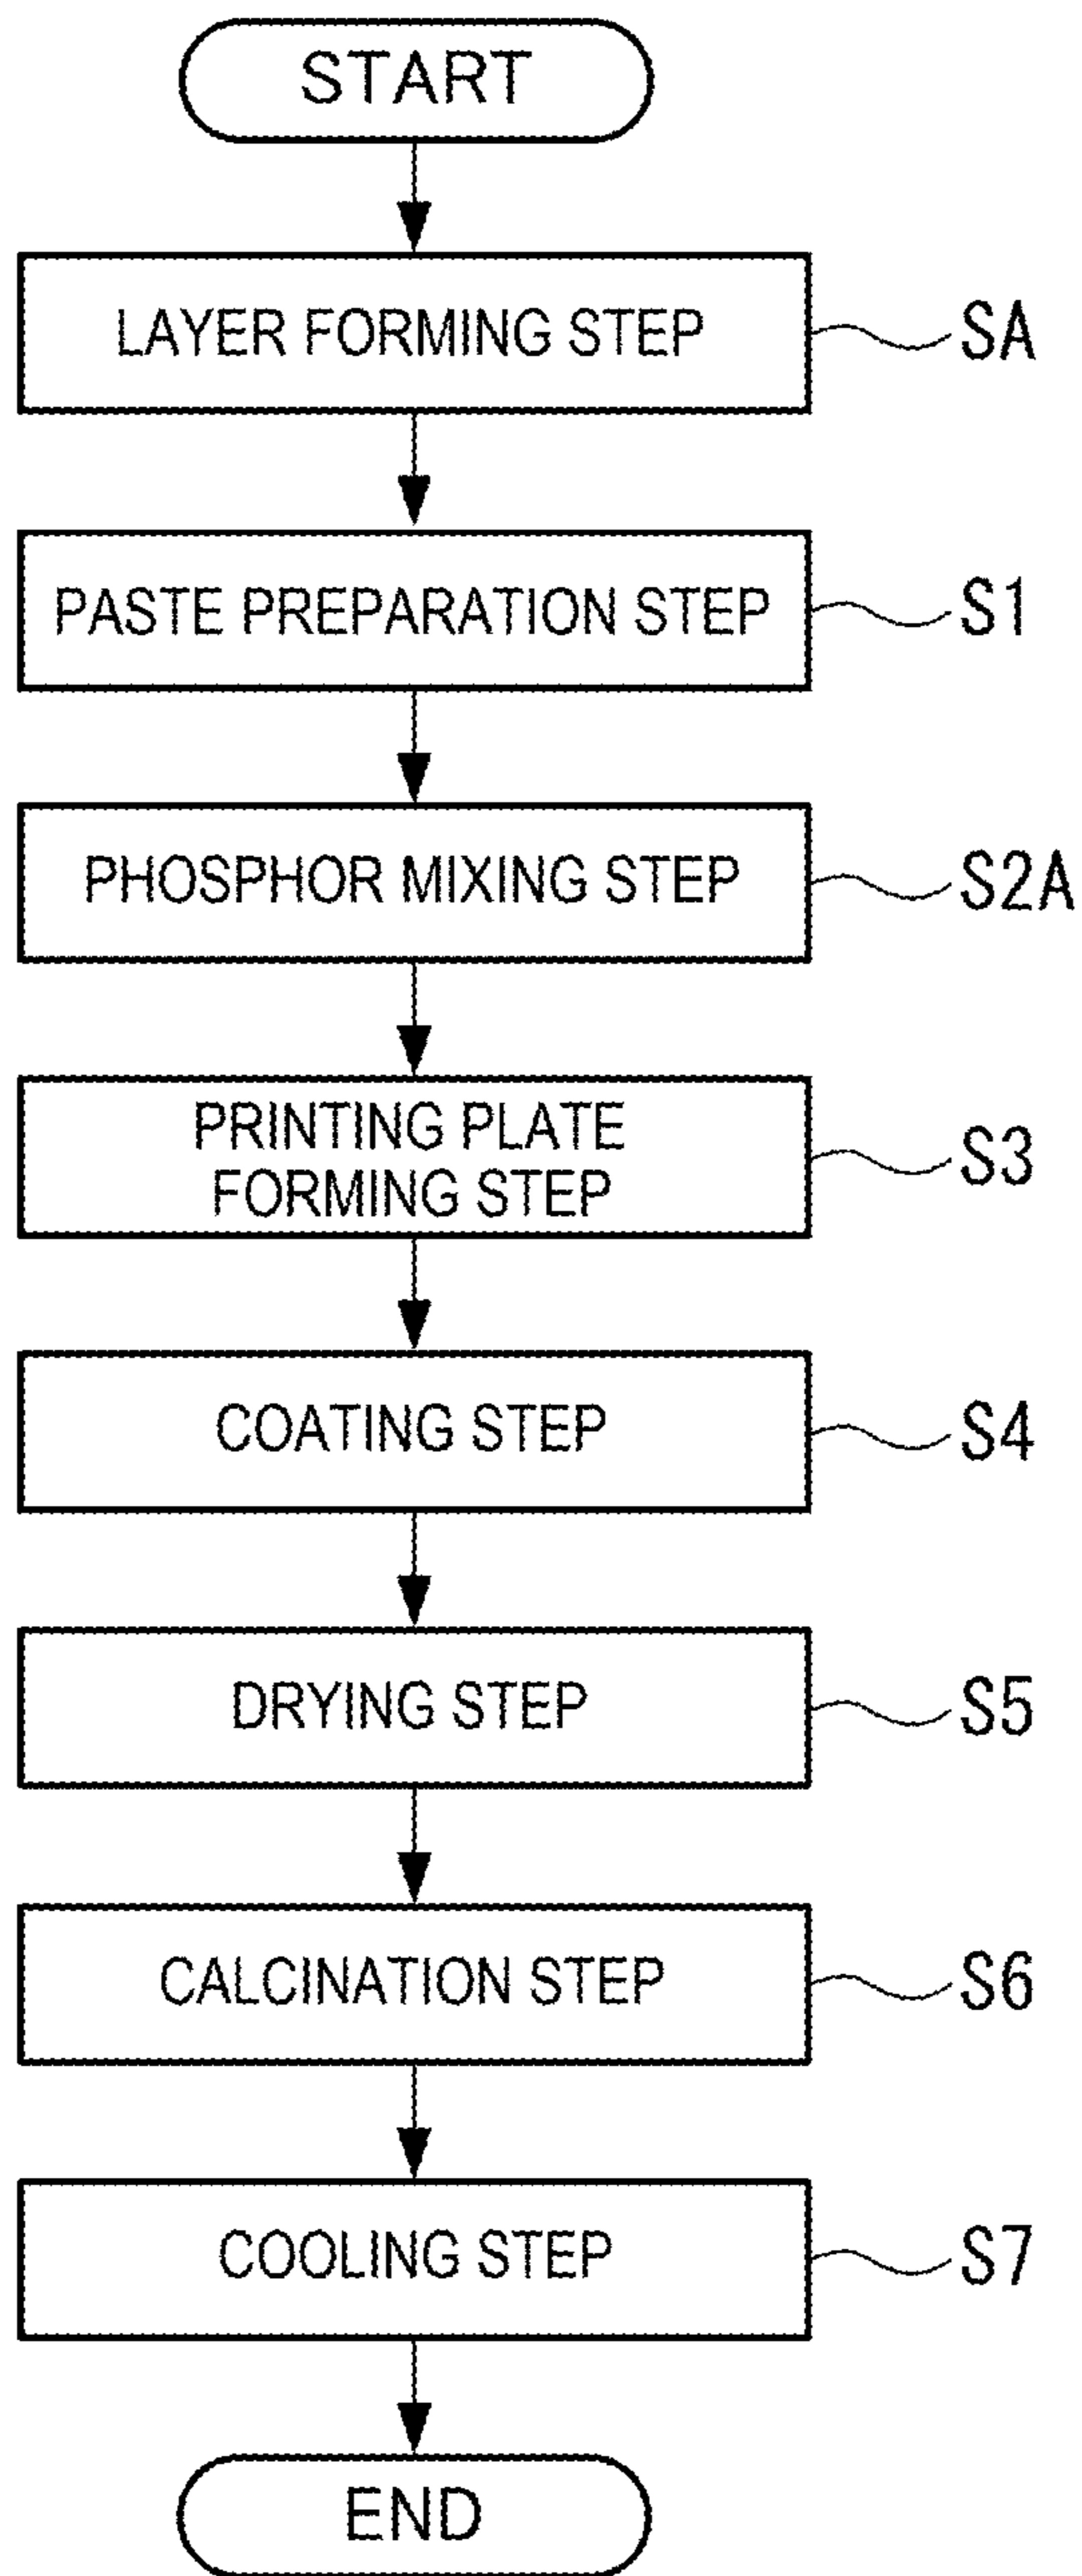 START
LAYER FORMING STEP
SA
PASTE PREPARATION STEP
S1
PHOSPHOR MIXING STEP
S2A
PRINTING PLATE
FORMING STEP
S3
COATING STEP
S4
DRYING STEP
S5
CALCINATION STEP
S6
COOLING STEP
S7
END